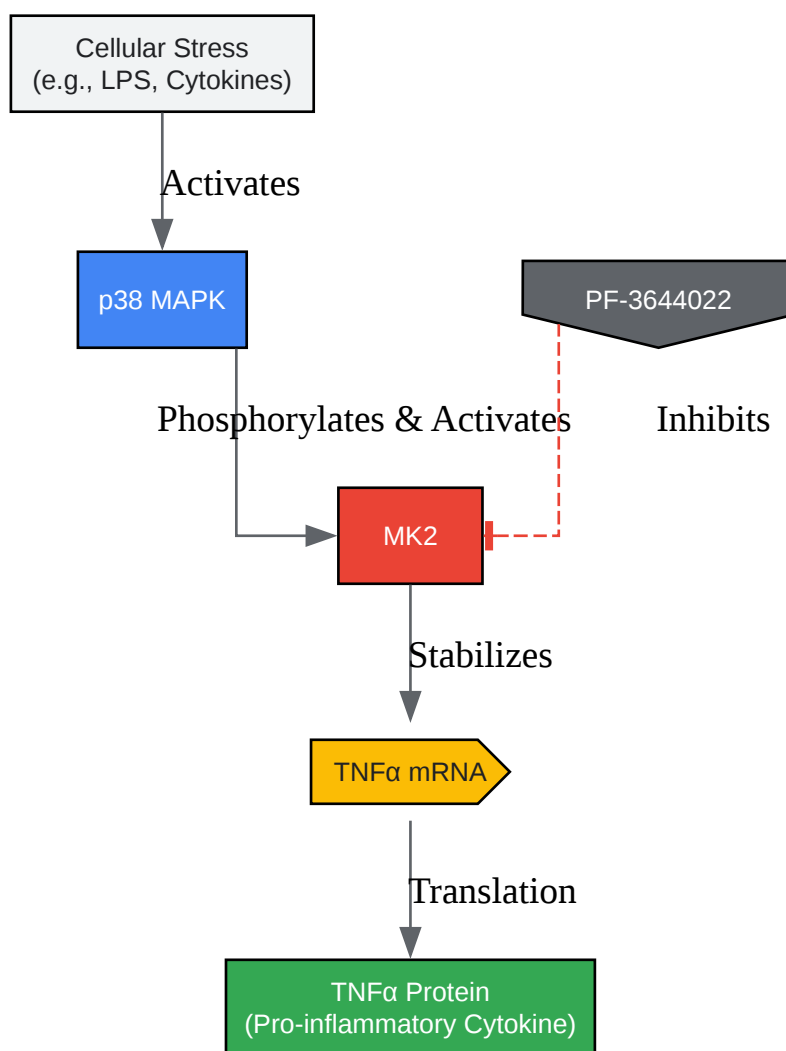 Cellular Stress
(e.g., LPS, Cytokines)
Activates
p38 MAPK
PF-3644022
Phosphorylates & Activates
Inhibits
MK2
Stabilizes
TNFα mRNA
Translation
TNFα Protein
(Pro-inflammatory Cytokine)